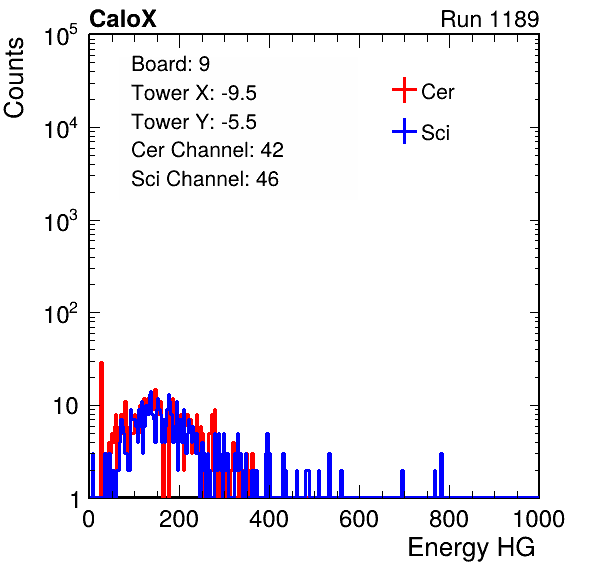 CaloX Run 1189
Counts
Board: 9
Tower X: -9.5
Tower Y: -5.5
Cer Channel: 42
Sci Channel: 46
Cer
Sci
10^5
10^4
10^3
10^2
10
1
0 200 400 600 800 1000
Energy HG